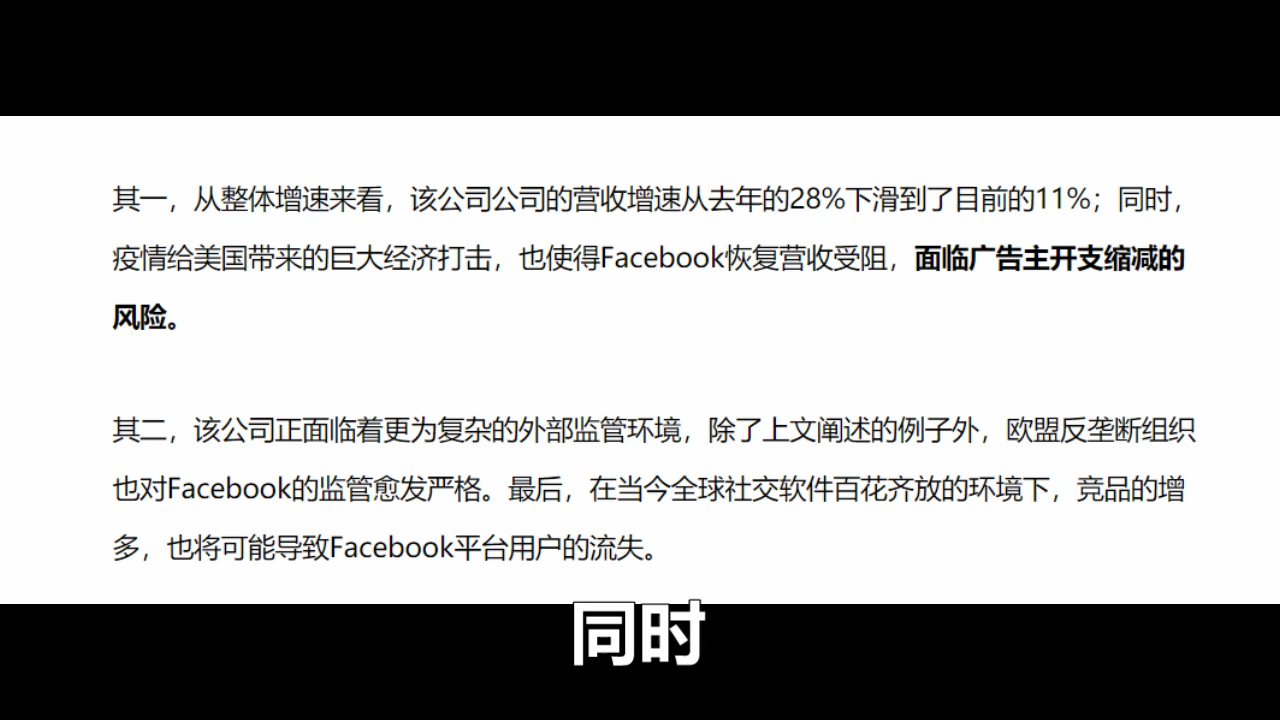 其一，从整体增速来看，该公司公司的营收增速从去年的28%下滑到了目前的11%；同时，
疫情给美国带来的巨大经济打击，也使得Facebook恢复营收受阻，面临广告主开支缩减的
风险。
其二，该公司正面临着更为复杂的外部监管环境，除了上文阐述的例子外，欧盟反垄断组织
也对Facebook的监管愈发严格。最后，在当今全球社交软件百花齐放的环境下，竞品的增
多，也将可能导致Facebook平台用户的流失。
同时